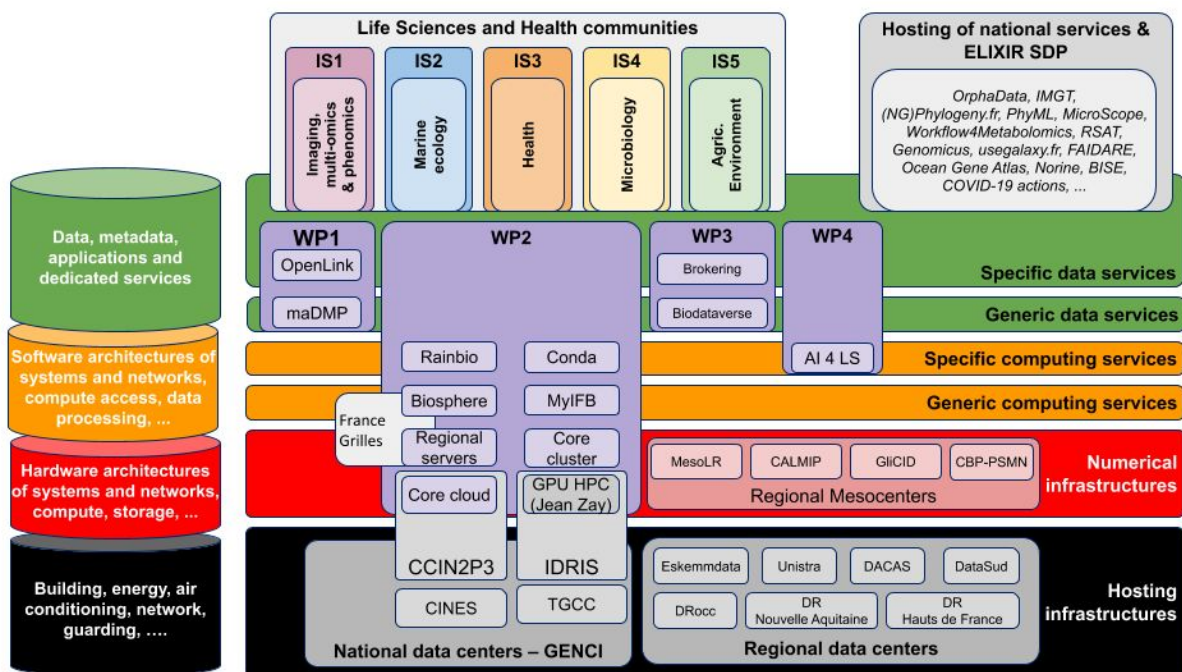 Life Sciences and Health communities
IS1
IS2
IS3
IS4
IS5
Imaging,
multi-omics
& phenomics
Marine
ecology
Health
Microbiology
Agric.
Environment
Hosting of national services &
ELIXIR SDP
OrphaData, IMGT,
(NG)Phylogeny.fr, PhyML, MicroScope,
Workflow4Metabolomics, RSAT,
Genomicus, usegalaxy.fr, FAIDARE,
Ocean Gene Atlas, Norine, BISE,
COVID-19 actions, ...
Data, metadada,
applications and
dedicated services
WP1
OpenLink
maDMP
WP2
WP3
Brokering
Biodataverse
WP4
Specific data services
Generic data services
Software architectures of
systems and networks,
compute access, data
processing, ...
Rainbio
Conda
AI 4 LS
Specific computing services
Biosphere
MyIFB
Generic computing services
France
Grilles
Hardware architectures
of systems and networks,
compute, storage, ...
Regional
servers
Core
cluster
Core cloud
GPU HPC
(Jean Zay)
MesoLR
CALMIP
GliCID
CBP-PSMN
Regional Mesocenters
Numerical
infrastructures
Building, energy, air
conditioning, network,
guarding, ….
CCIN2P3
IDRIS
CINES
TGCC
National data centers – GENCI
Eskemmdata
Unistra
DACAS
DataSud
DRocc
DR
Nouvelle Aquitaine
DR
Hauts de France
Regional data centers
Hosting
infrastructures